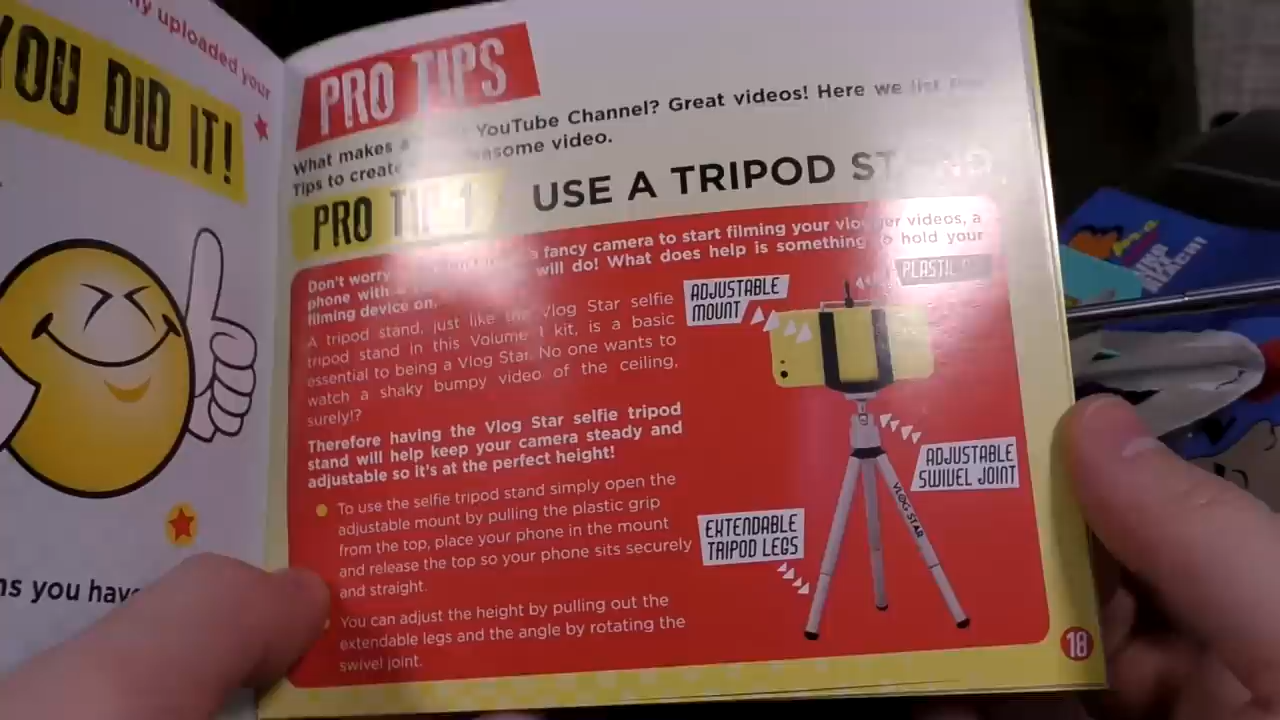 uploaded your
YOU DID IT!
ns you have
PRO TIPS
What makes a YouTube Channel? Great videos! Here we list
Tips to create awesome video.
PRO TIP 1
USE A TRIPOD STAND
Don't worry a fancy camera to start filming your vlogger videos, a
phone with a will do! What does help is something to hold your
filming device on.
A tripod stand, just like the Vlog Star selfie
tripod stand in this Volume 1 kit, is a basic
essential to being a Vlog Star. No one wants to
watch a shaky bumpy video of the ceiling,
surely!?
Therefore having the Vlog Star selfie tripod
stand will help keep your camera steady and
adjustable so it's at the perfect height!
To use the selfie tripod stand simply open the
adjustable mount by pulling the plastic grip
from the top, place your phone in the mount
and release the top so your phone sits securely
and straight.
You can adjust the height by pulling out the
extendable legs and the angle by rotating the
swivel joint.
ADJUSTABLE
MOUNT
PLASTIC
ADJUSTABLE
SWIVEL JOINT
VLOG STAR
EXTENDABLE
TRIPOD LEGS
18